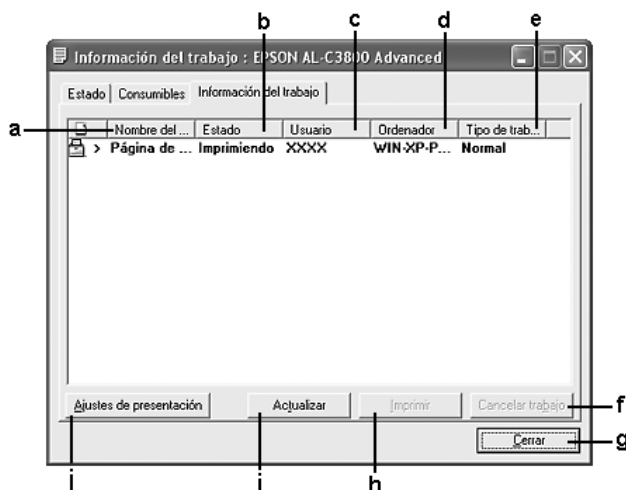 b c d e
Información del trabajo : EPSON AL-C3800 Advanced
Estado Consumibles Información del trabajo
a Nombre del ... Estado Usuario Ordenador Tipo de trab...
> Página de ... Imprimiendo XXXX WIN-XP-P... Normal
Ajustes de presentación Actualizar Imprimir Cancelar trabajo f
Cerrar g
j i h